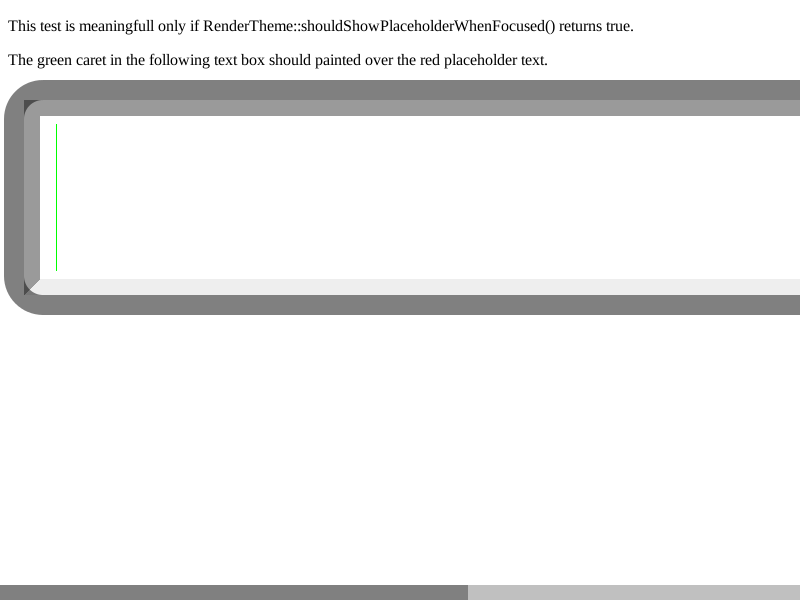 This test is meaningfull only if RenderTheme::shouldShowPlaceholderWhenFocused() returns true.
The green caret in the following text box should painted over the red placeholder text.